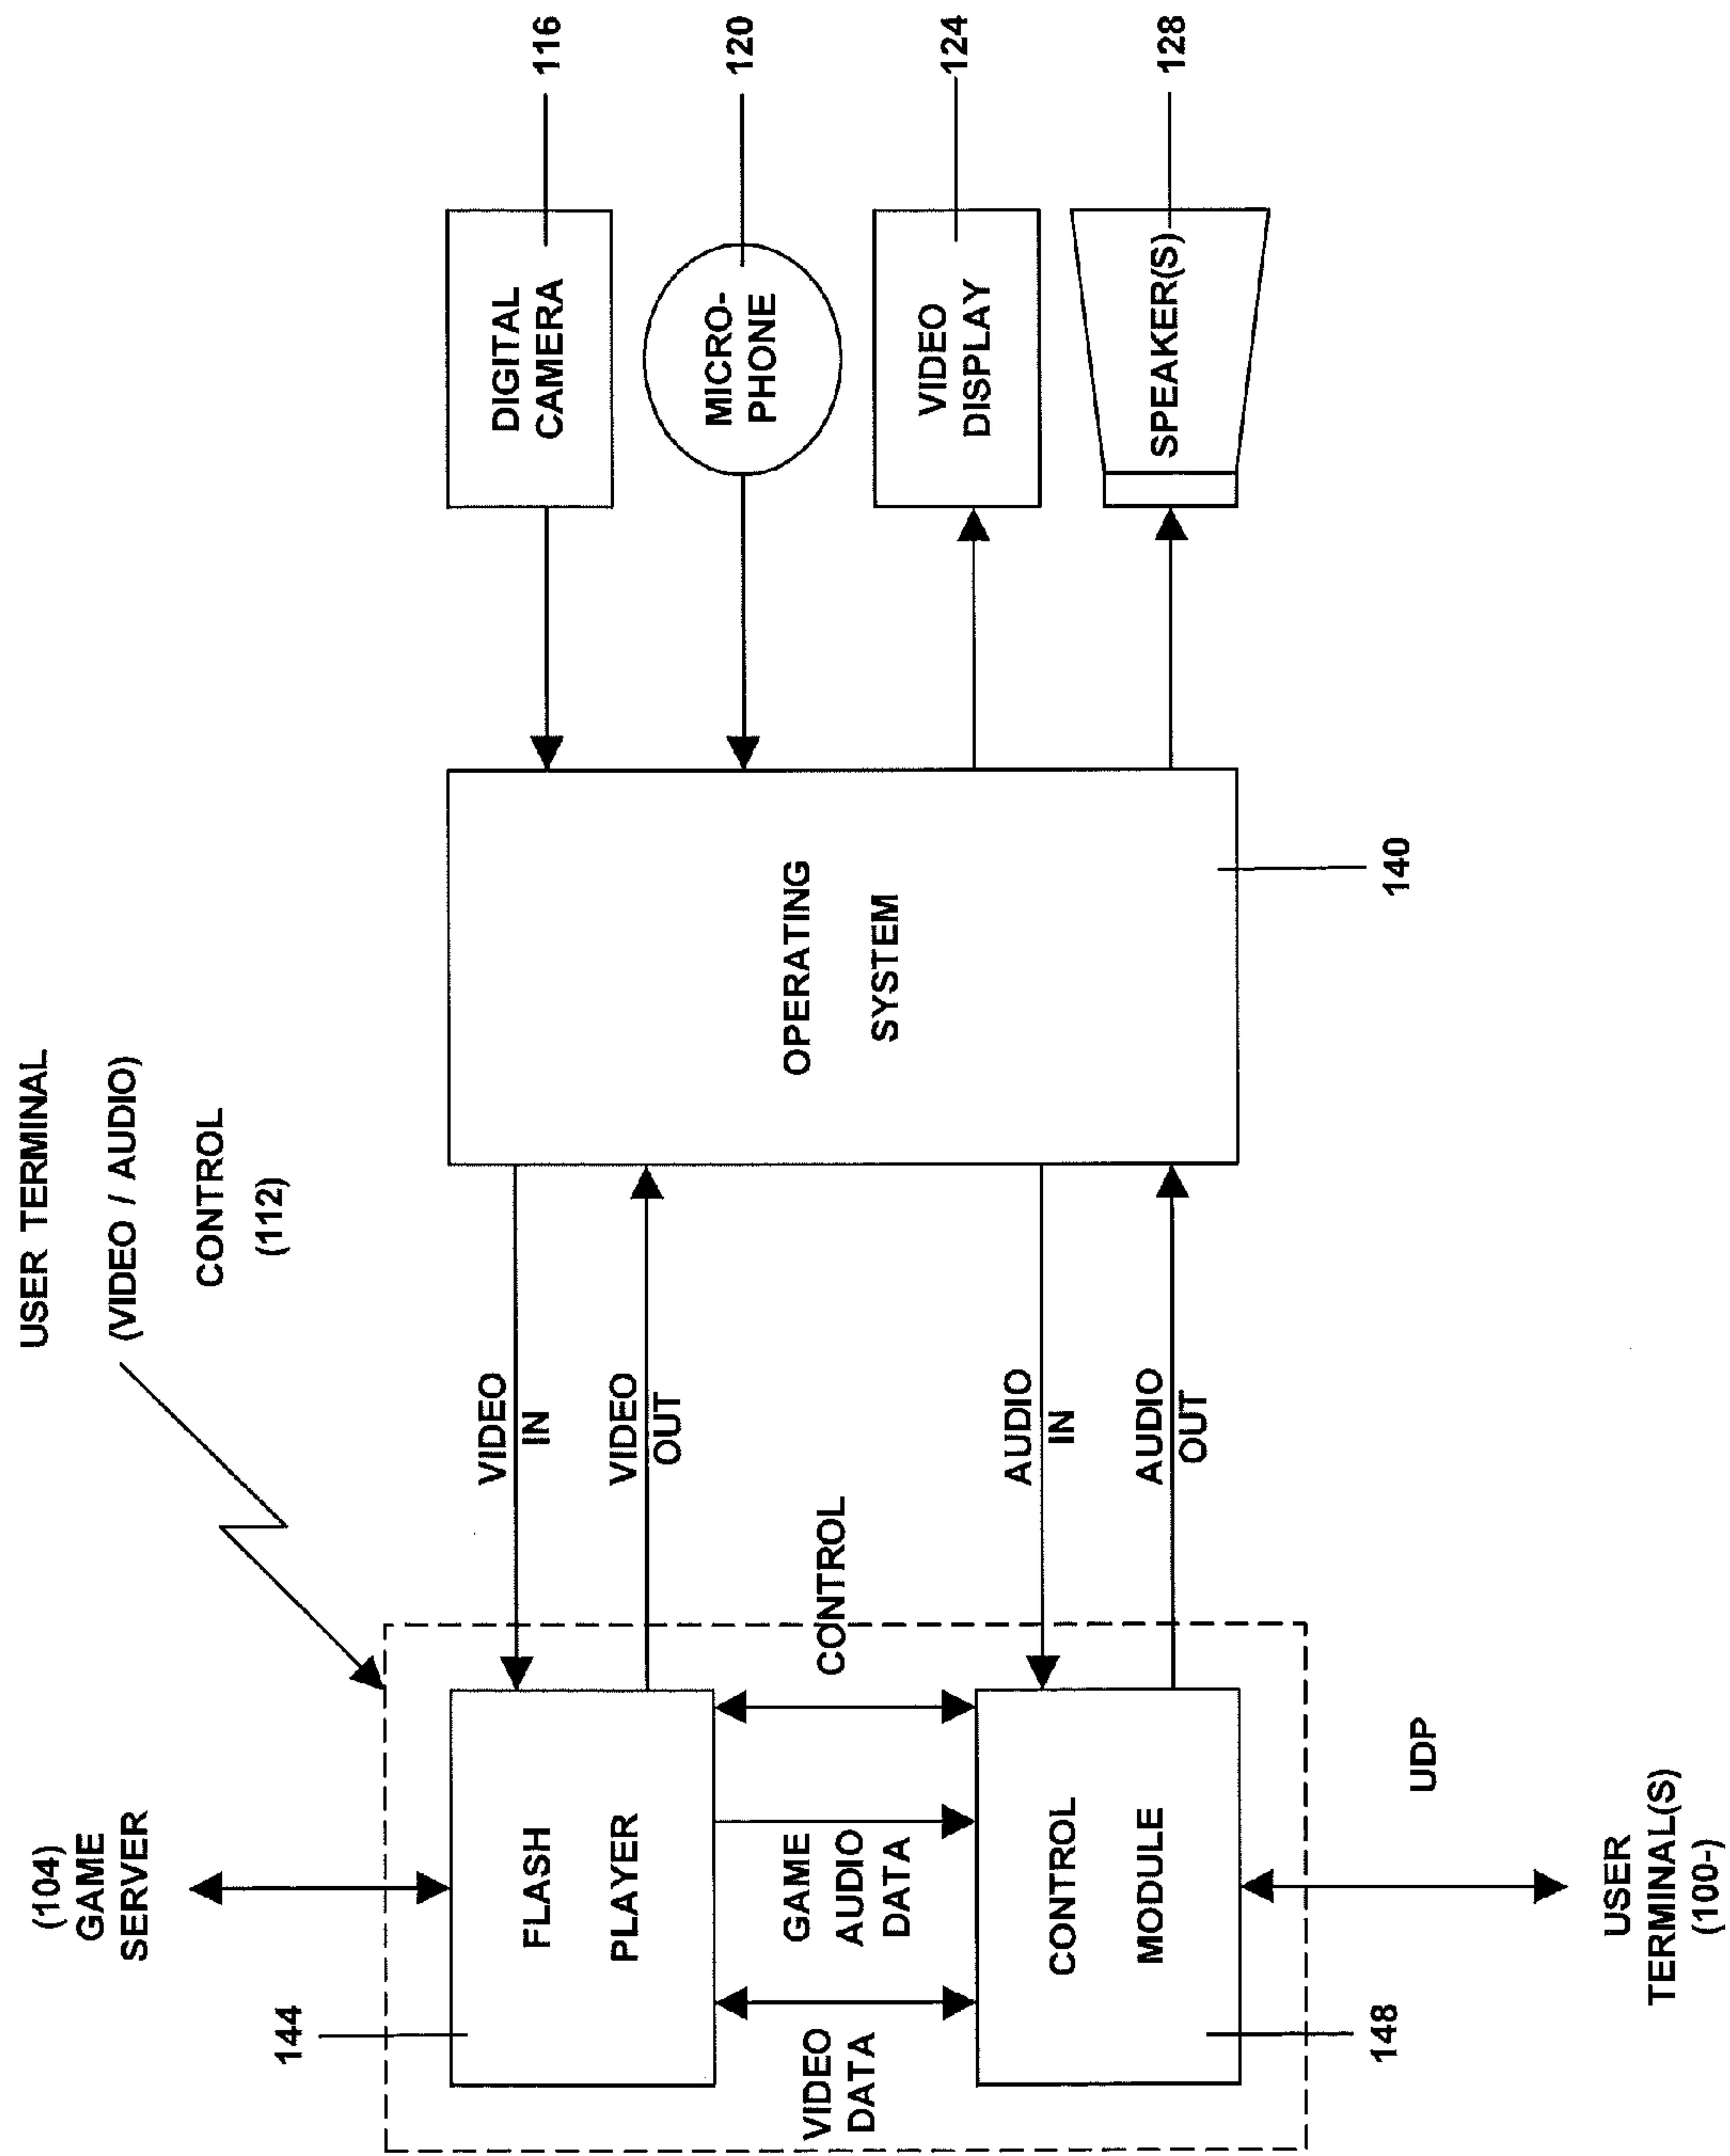 USER TERMINAL
(VIDEO / AUDIO)
CONTROL
(112)
(104)
GAME
SERVER
144
FLASH
PLAYER
VIDEO
IN
VIDEO
OUT
VIDEO
DATA
GAME
AUDIO
DATA
CONTROL
CONTROL
MODULE
148
AUDIO
IN
AUDIO
OUT
UDP
USER
TERMINAL(S)
(100-)
OPERATING
SYSTEM
140
DIGITAL
CAMERA
116
MICRO-
PHONE
120
VIDEO
DISPLAY
124
SPEAKER(S)
128